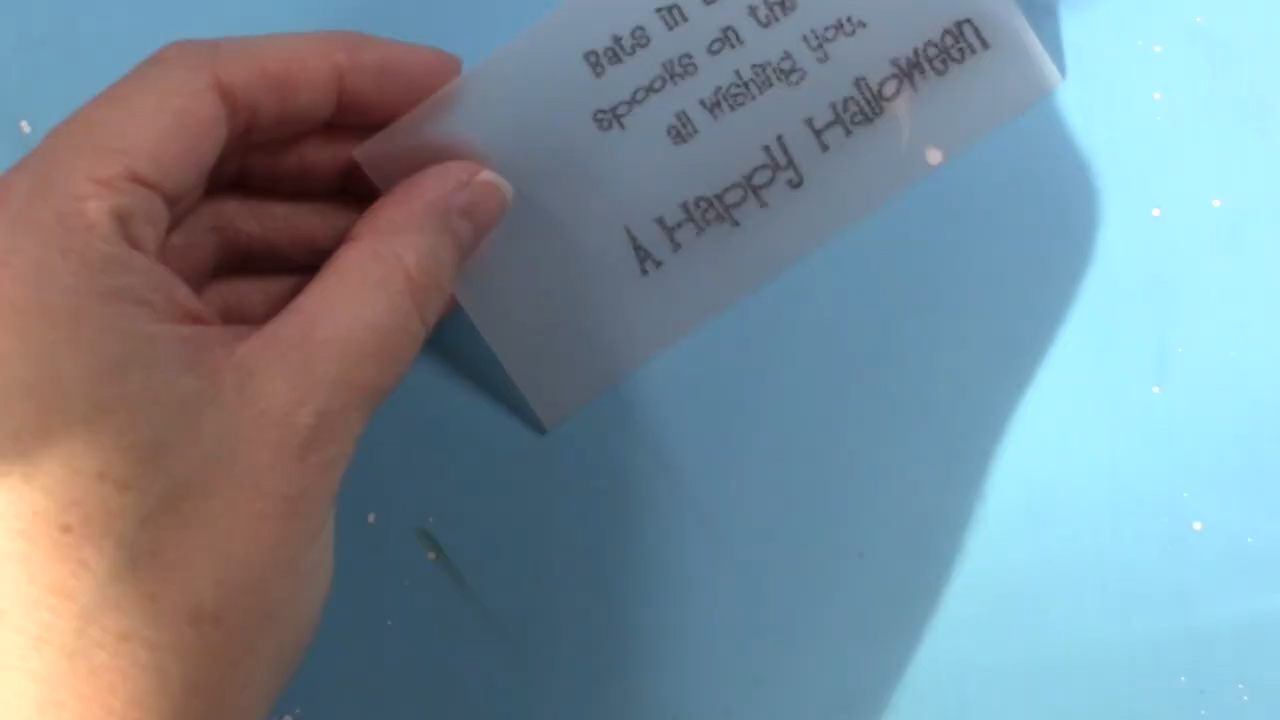 Bats in
spooks on the
all wishing you,
A Happy Halloween